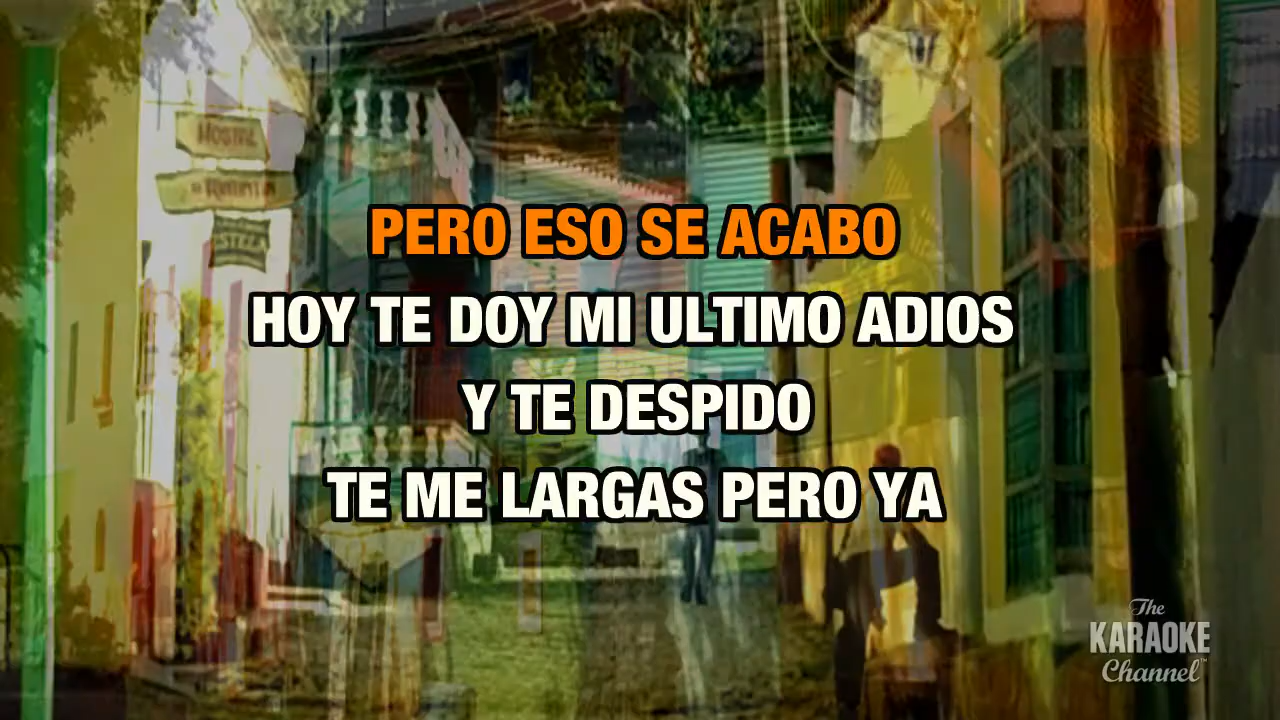 PERO ESO SE ACABO
HOY TE DOY MI ULTIMO ADIOS
Y TE DESPIDO
TE ME LARGAS PERO YA
The
KARAOKE
Channel™